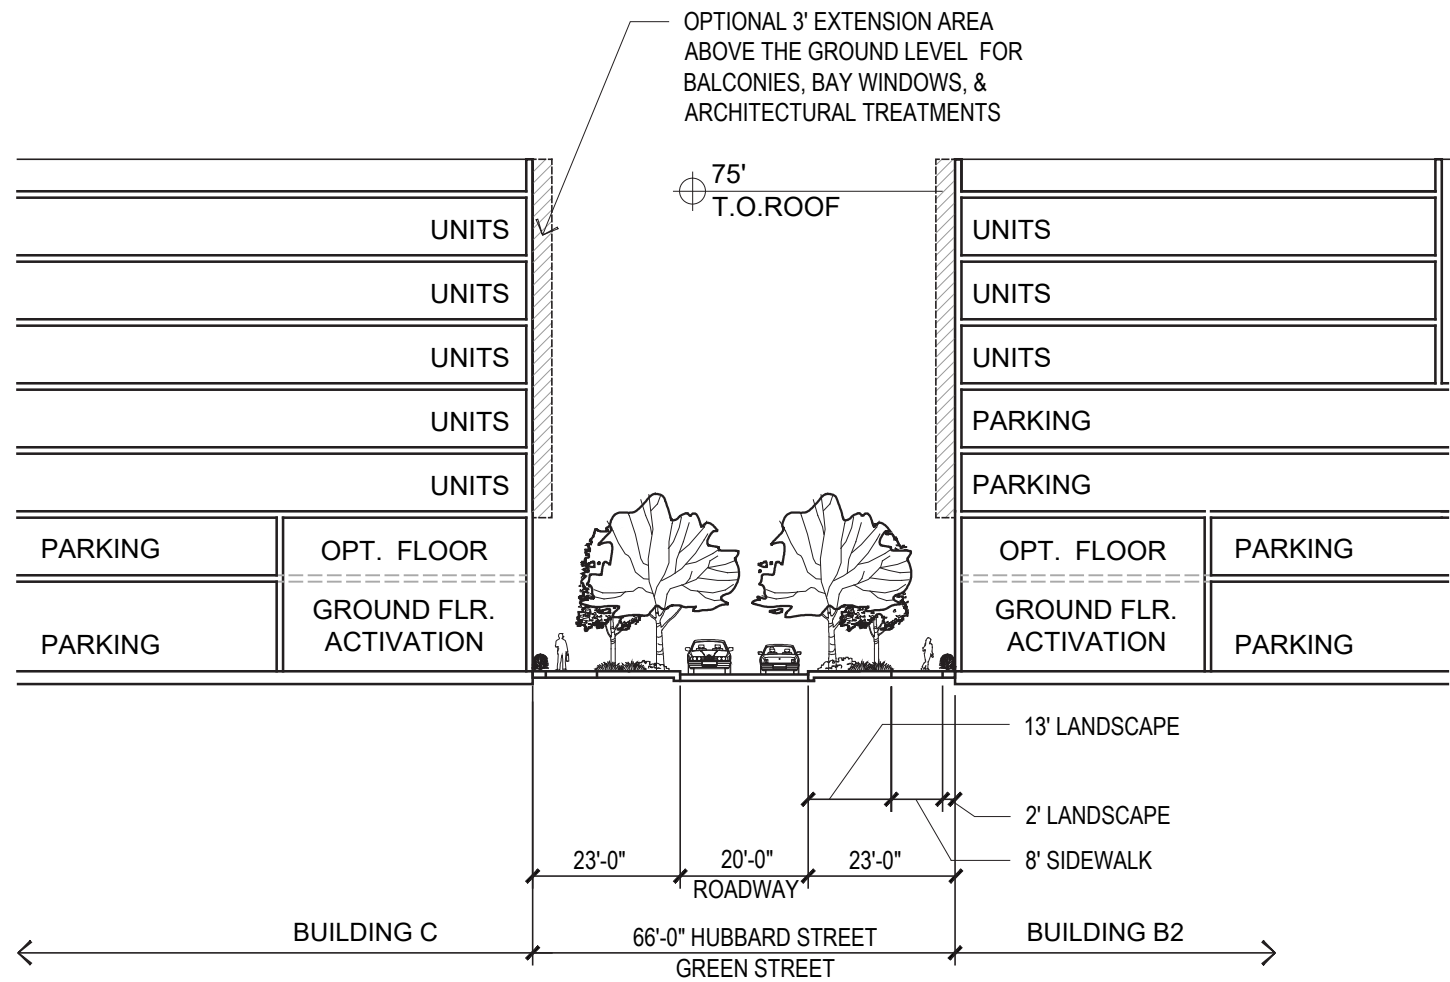 OPTIONAL 3' EXTENSION AREA
ABOVE THE GROUND LEVEL FOR
BALCONIES, BAY WINDOWS, &
ARCHITECTURAL TREATMENTS
75'
T.O.ROOF
UNITS
UNITS
UNITS
UNITS
UNITS
PARKING
OPT. FLOOR
GROUND FLR.
ACTIVATION
PARKING
UNITS
UNITS
UNITS
PARKING
PARKING
OPT. FLOOR
PARKING
GROUND FLR.
ACTIVATION
PARKING
13' LANDSCAPE
2' LANDSCAPE
8' SIDEWALK
23'-0"
20'-0"
23'-0"
ROADWAY
BUILDING C
66'-0" HUBBARD STREET
GREEN STREET
BUILDING B2